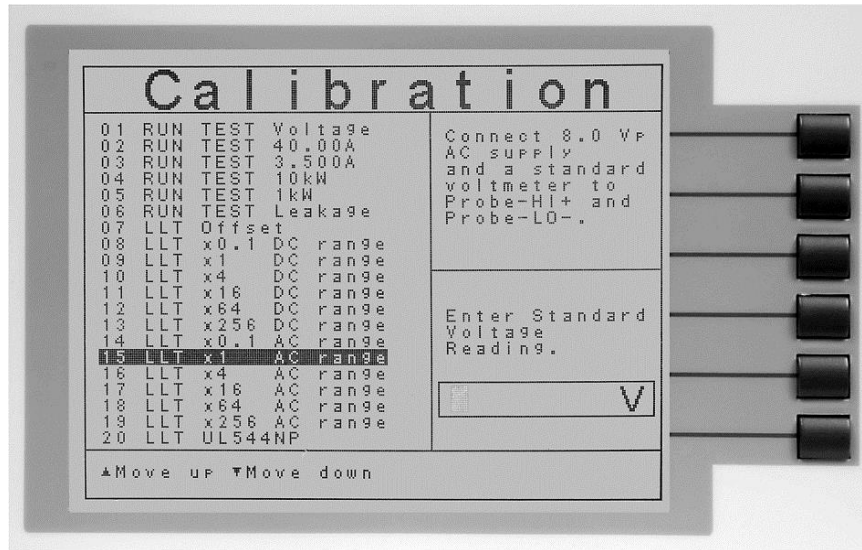 Calibration
01 RUN TEST Voltage
02 RUN TEST 40.00A
03 RUN TEST 3.500A
04 RUN TEST 10kW
05 RUN TEST 1kW
06 RUN TEST Leakage
07 LLT Offset
08 LLT x0.1 DC range
09 LLT x1 DC range
10 LLT x4 DC range
11 LLT x16 DC range
12 LLT x64 DC range
13 LLT x256 DC range
14 LLT x0.1 AC range
15 LLT x1 AC range
16 LLT x4 AC range
17 LLT x16 AC range
18 LLT x64 AC range
19 LLT x256 AC range
20 LLT UL544NP
Connect 8.0 Vp
AC supply
and a standard
voltmeter to
Probe-HI+ and
Probe-LO-.
Enter Standard
Voltage
Reading.
V
▲Move up ▼Move down